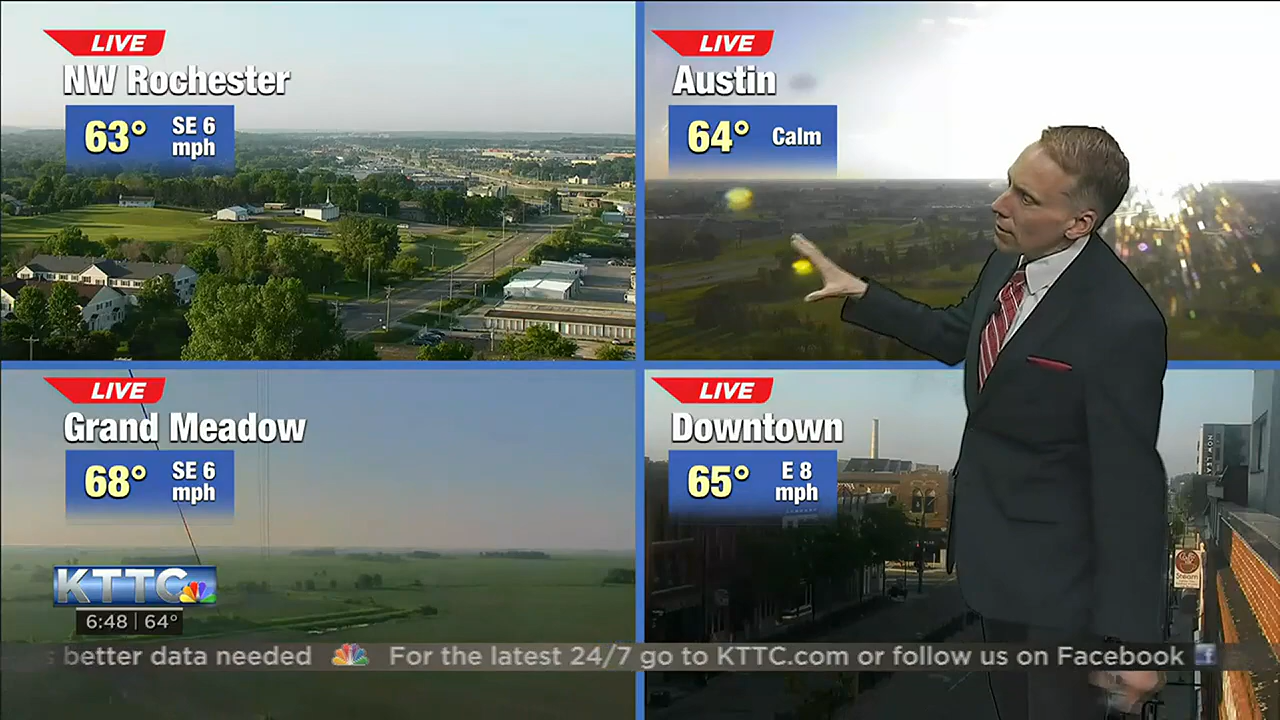 LIVE
NW Rochester
63° SE 6
mph
LIVE
Austin
64° Calm
LIVE
Grand Meadow
68° SE 6
mph
LIVE
Downtown
65° E 8
mph
Steam
KTTC
6:48 | 64°
s better data needed For the latest 24/7 go to KTTC.com or follow us on Facebook f